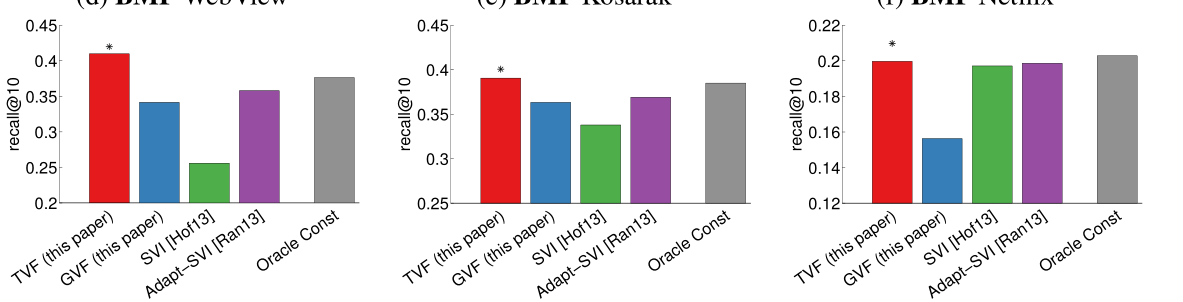 (d) BMF WebView (e) BMF Kosarak (f) BMF Netflix
recall@10
0.45
0.4
0.35
0.3
0.25
0.2
*
TVF (this paper)
GVF (this paper)
SVI [Hof13]
Adapt–SVI [Ran13]
Oracle Const
recall@10
0.45
0.4
0.35
0.3
0.25
*
TVF (this paper)
GVF (this paper)
SVI [Hof13]
Adapt–SVI [Ran13]
Oracle Const
recall@10
0.22
0.2
0.18
0.16
0.14
0.12
*
TVF (this paper)
GVF (this paper)
SVI [Hof13]
Adapt–SVI [Ran13]
Oracle Const